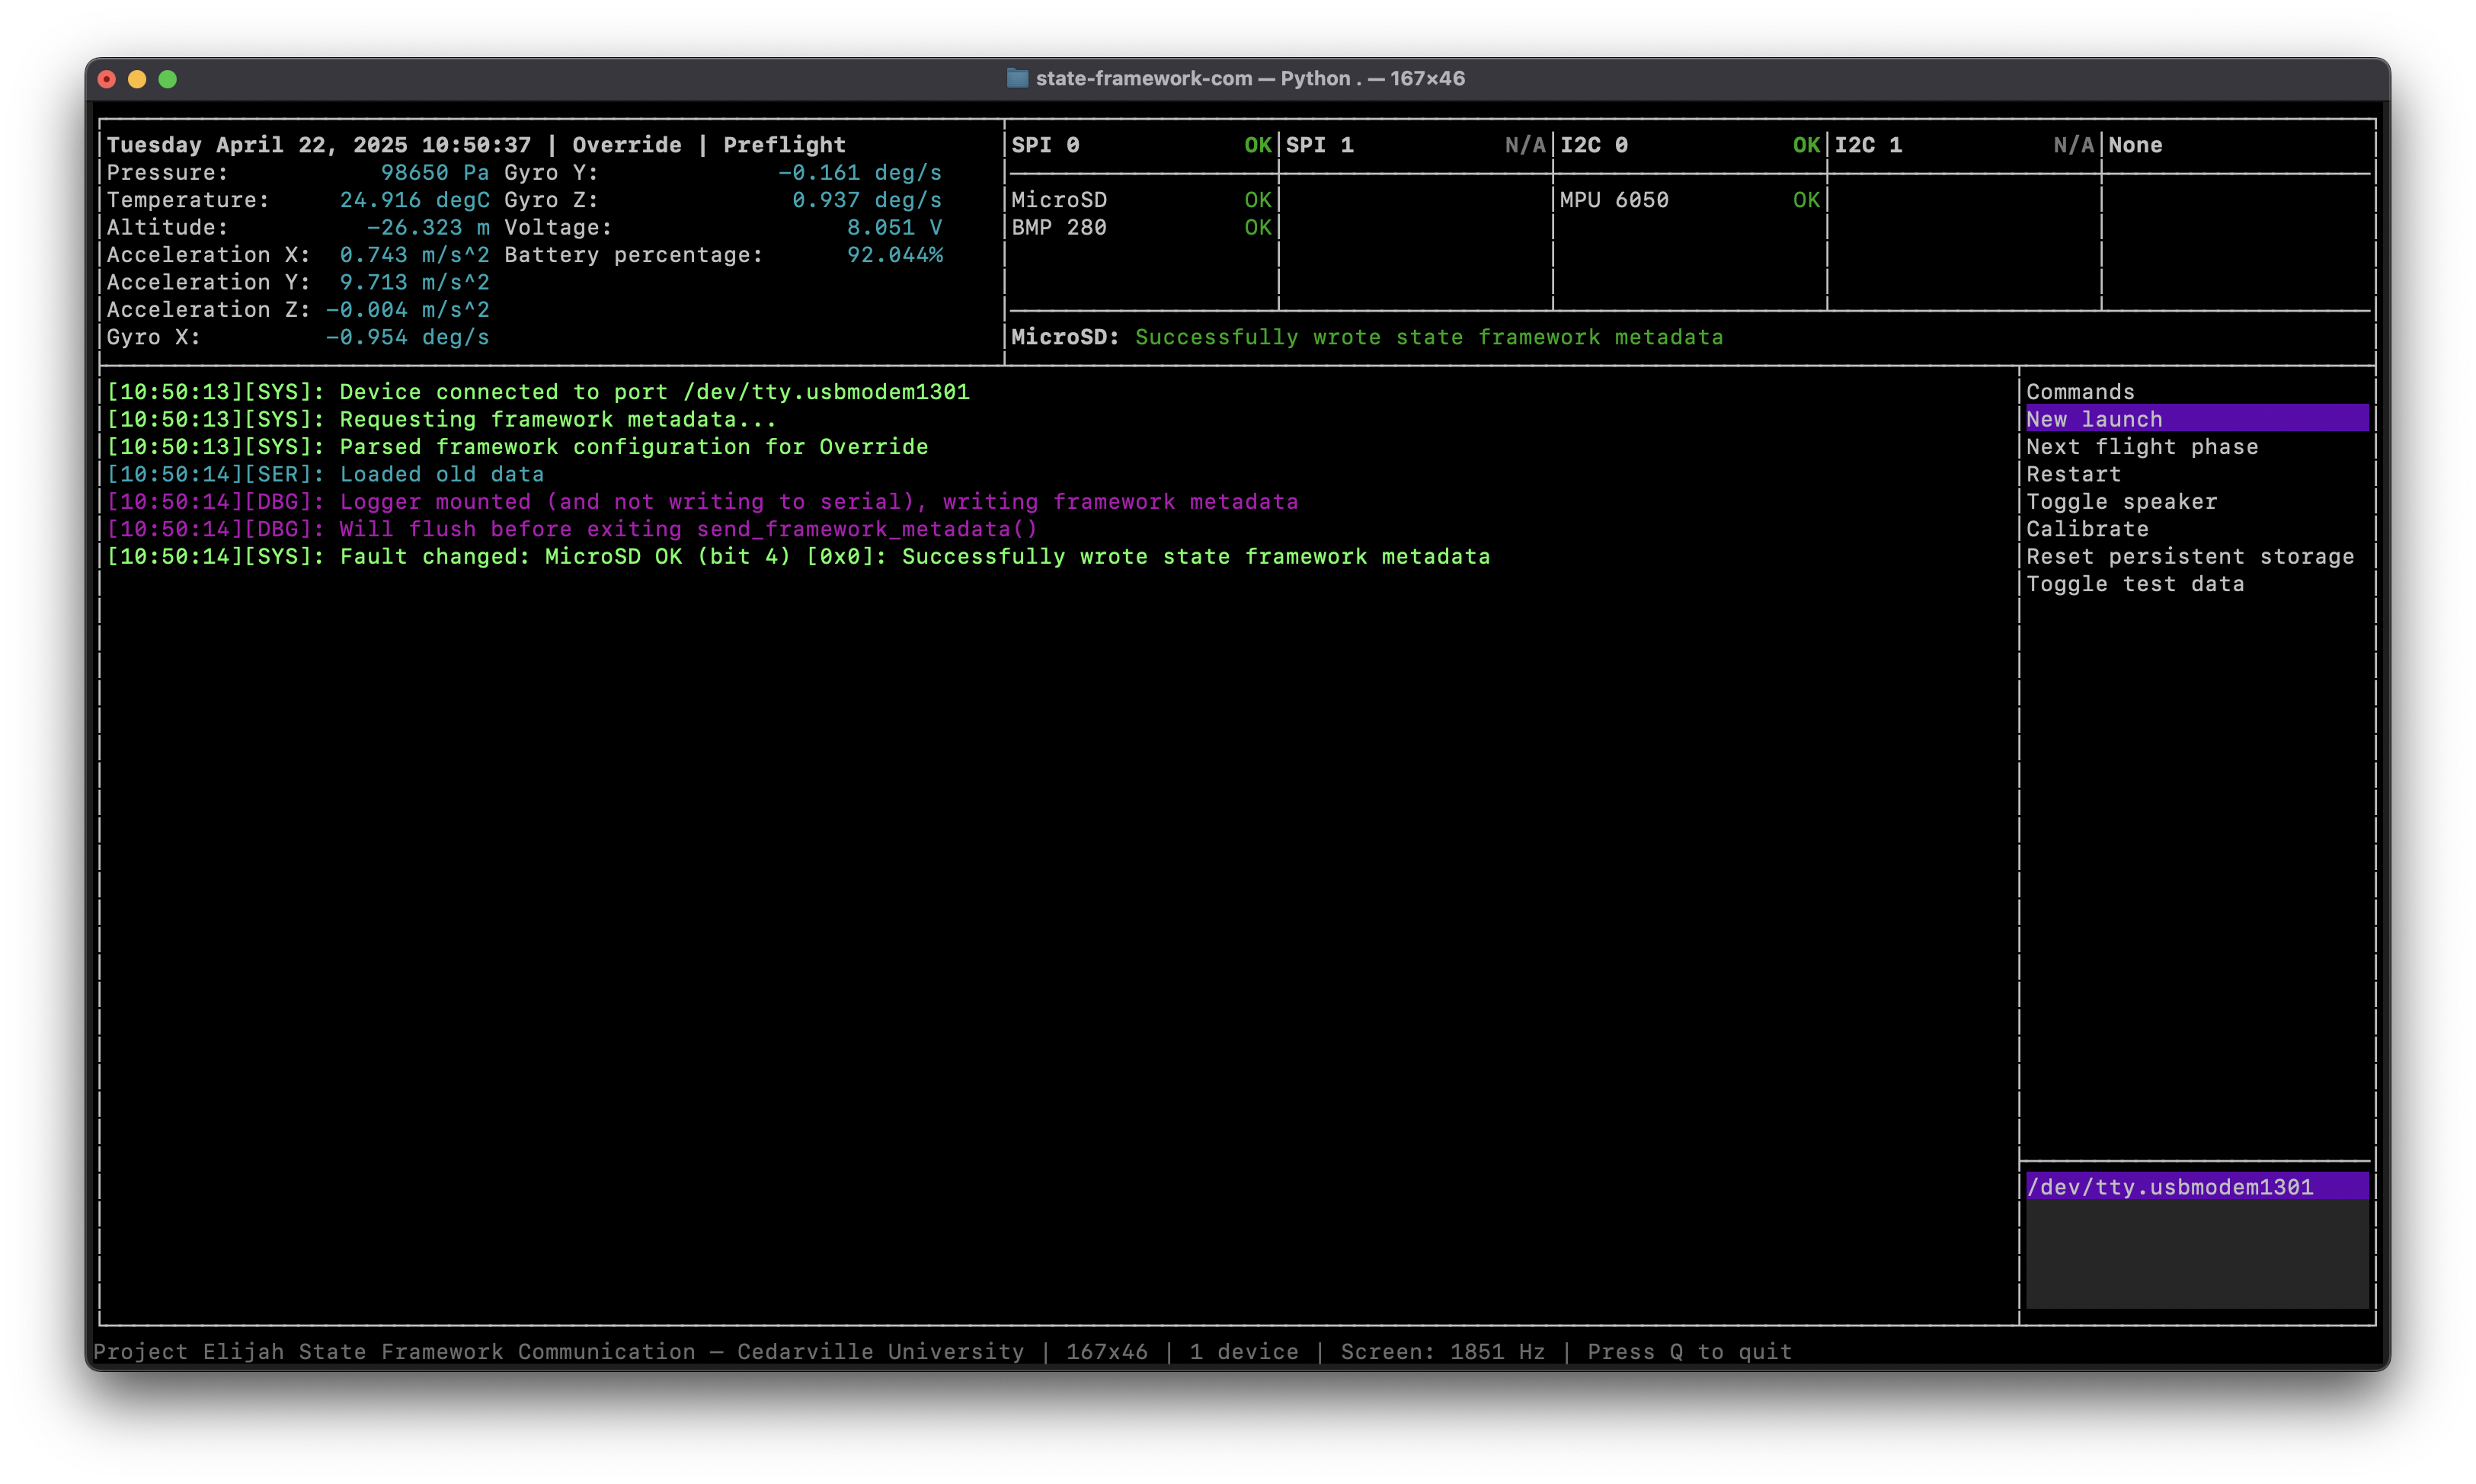 state-framework-com — Python . — 167×46
Tuesday April 22, 2025 10:50:37 | Override | Preflight
Pressure: 98650 Pa Gyro Y: -0.161 deg/s
Temperature: 24.916 degC Gyro Z: 0.937 deg/s
Altitude: -26.323 m Voltage: 8.051 V
Acceleration X: 0.743 m/s^2 Battery percentage: 92.044%
Acceleration Y: 9.713 m/s^2
Acceleration Z: -0.004 m/s^2
Gyro X: -0.954 deg/s
SPI 0 OK SPI 1 N/A I2C 0 OK I2C 1 N/A None
MicroSD OK MPU 6050 OK
BMP 280 OK
MicroSD: Successfully wrote state framework metadata
[10:50:13][SYS]: Device connected to port /dev/tty.usbmodem1301
[10:50:13][SYS]: Requesting framework metadata...
[10:50:13][SYS]: Parsed framework configuration for Override
[10:50:14][SER]: Loaded old data
[10:50:14][DBG]: Logger mounted (and not writing to serial), writing framework metadata
[10:50:14][DBG]: Will flush before exiting send_framework_metadata()
[10:50:14][SYS]: Fault changed: MicroSD OK (bit 4) [0x0]: Successfully wrote state framework metadata
Commands
New launch
Next flight phase
Restart
Toggle speaker
Calibrate
Reset persistent storage
Toggle test data
/dev/tty.usbmodem1301
Project Elijah State Framework Communication — Cedarville University | 167x46 | 1 device | Screen: 1851 Hz | Press Q to quit